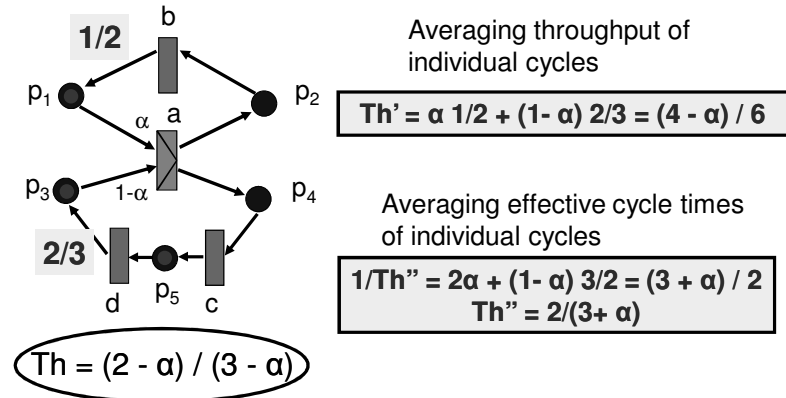 1/2
b
p1
a
p2
α
p3
1-α
p4
2/3
d
p5
c
Th = (2 - α) / (3 - α)
Averaging throughput of
individual cycles
Th' = α 1/2 + (1- α) 2/3 = (4 - α) / 6
Averaging effective cycle times
of individual cycles
1/Th” = 2α + (1- α) 3/2 = (3 + α) / 2
Th” = 2/(3+ α)